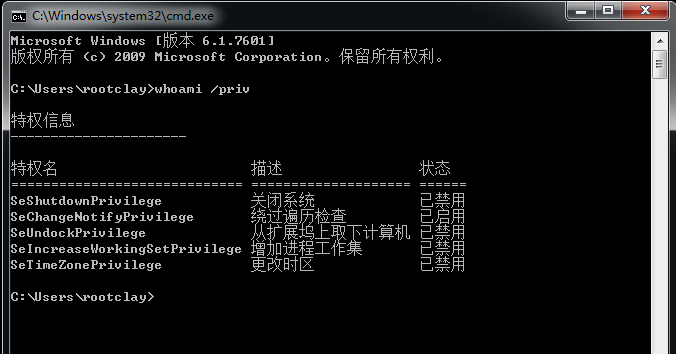 C:\Windows\system32\cmd.exe
Microsoft Windows [版本 6.1.7601]
版权所有 (c) 2009 Microsoft Corporation。保留所有权利。
C:\Users\rootclay>whoami /priv
特权信息
----------------------
特权名 描述 状态
============================= ==================== ======
SeShutdownPrivilege 关闭系统 已禁用
SeChangeNotifyPrivilege 绕过遍历检查 已启用
SeUndockPrivilege 从扩展坞上取下计算机 已禁用
SeIncreaseWorkingSetPrivilege 增加进程工作集 已禁用
SeTimeZonePrivilege 更改时区 已禁用
C:\Users\rootclay>